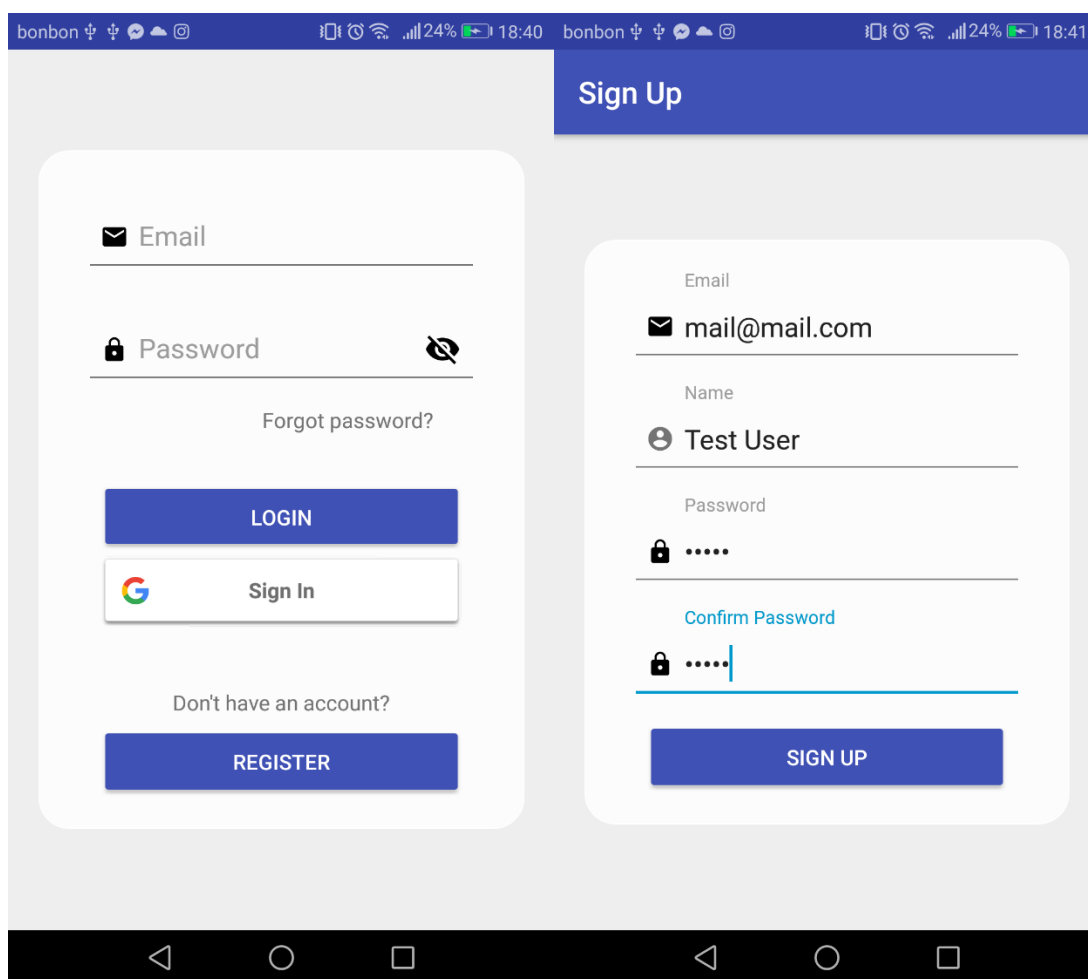 bonbon 24% 18:40
Email
Password
Forgot password?
LOGIN
Sign In
Don't have an account?
REGISTER
bonbon 24% 18:41
Sign Up
Email
mail@mail.com
Name
Test User
Password
•••••
Confirm Password
•••••
SIGN UP